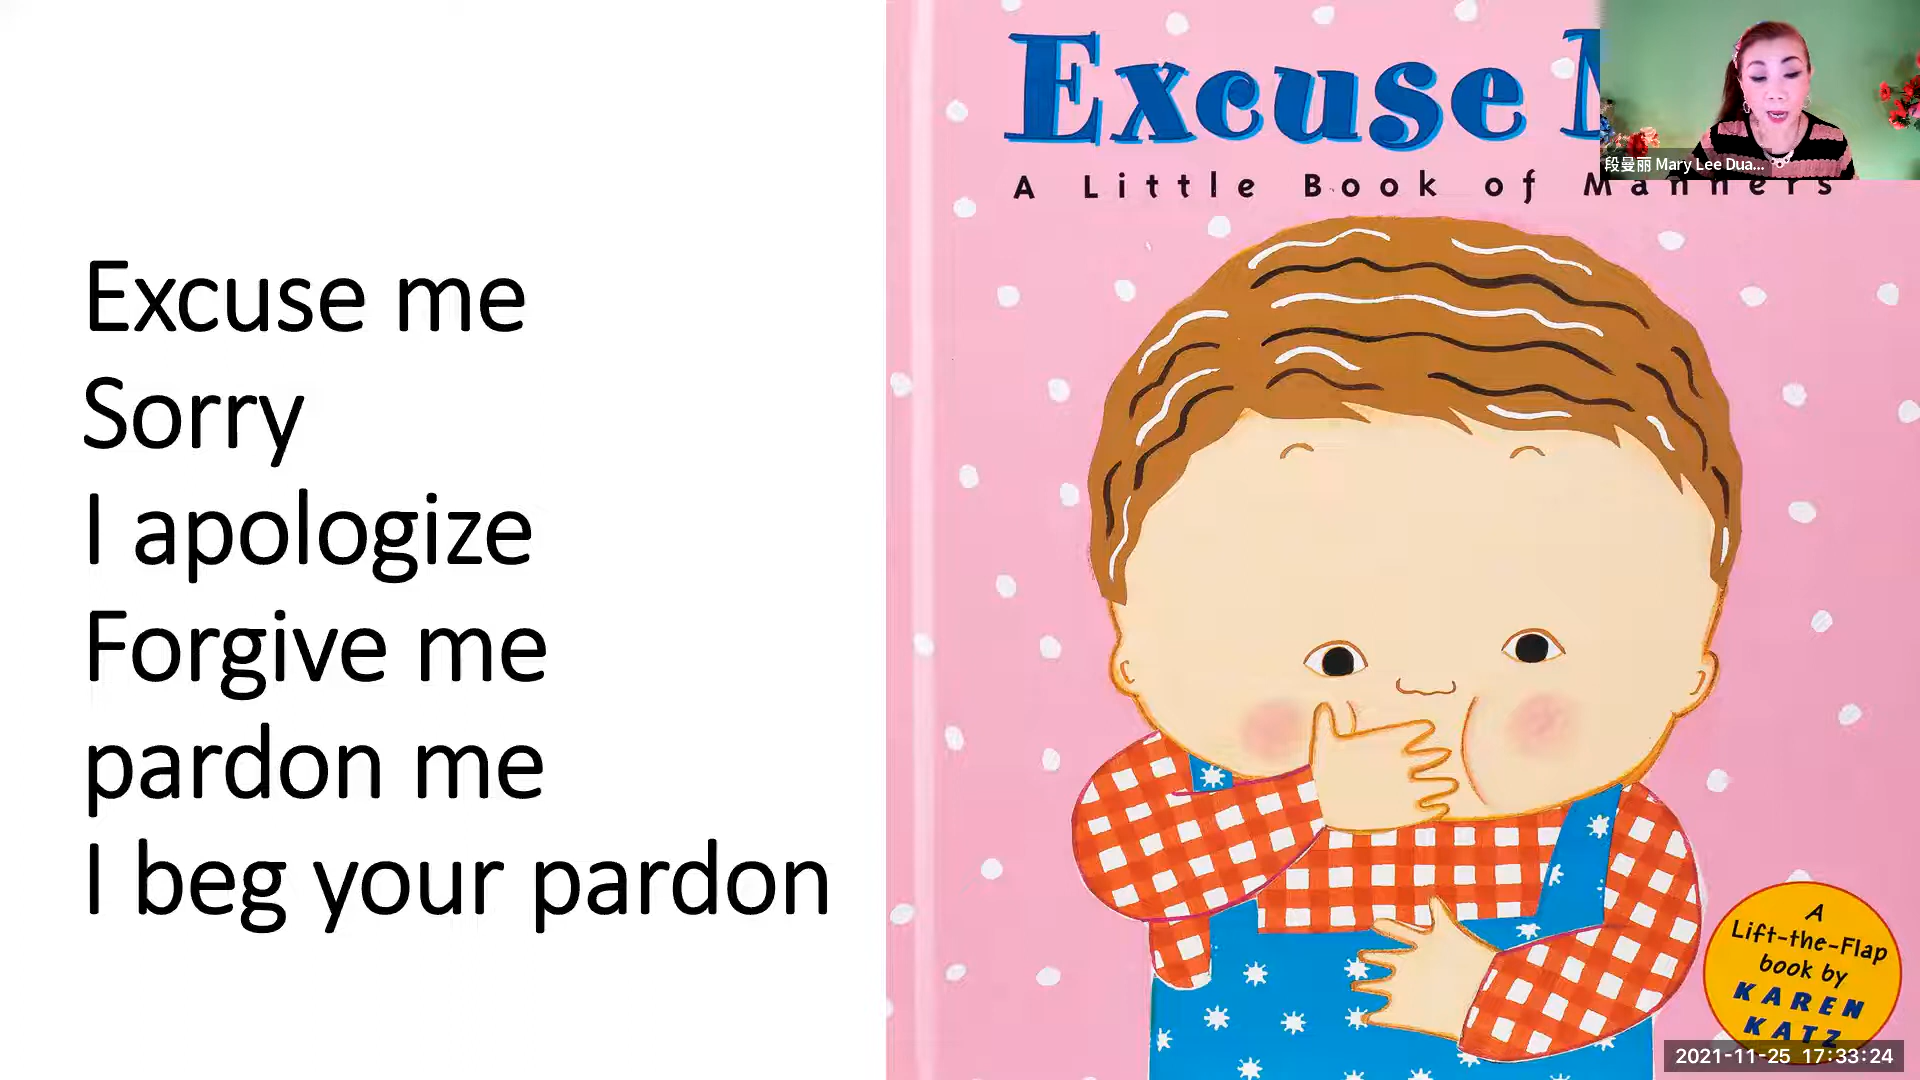 Excuse me
Sorry
I apologize
Forgive me
pardon me
I beg your pardon
Excuse
A Little Book of Manners
段曼丽 Mary Lee Dua...
A
Lift-the-Flap
book by
KAREN
KATZ
2021-11-25 17:33:24